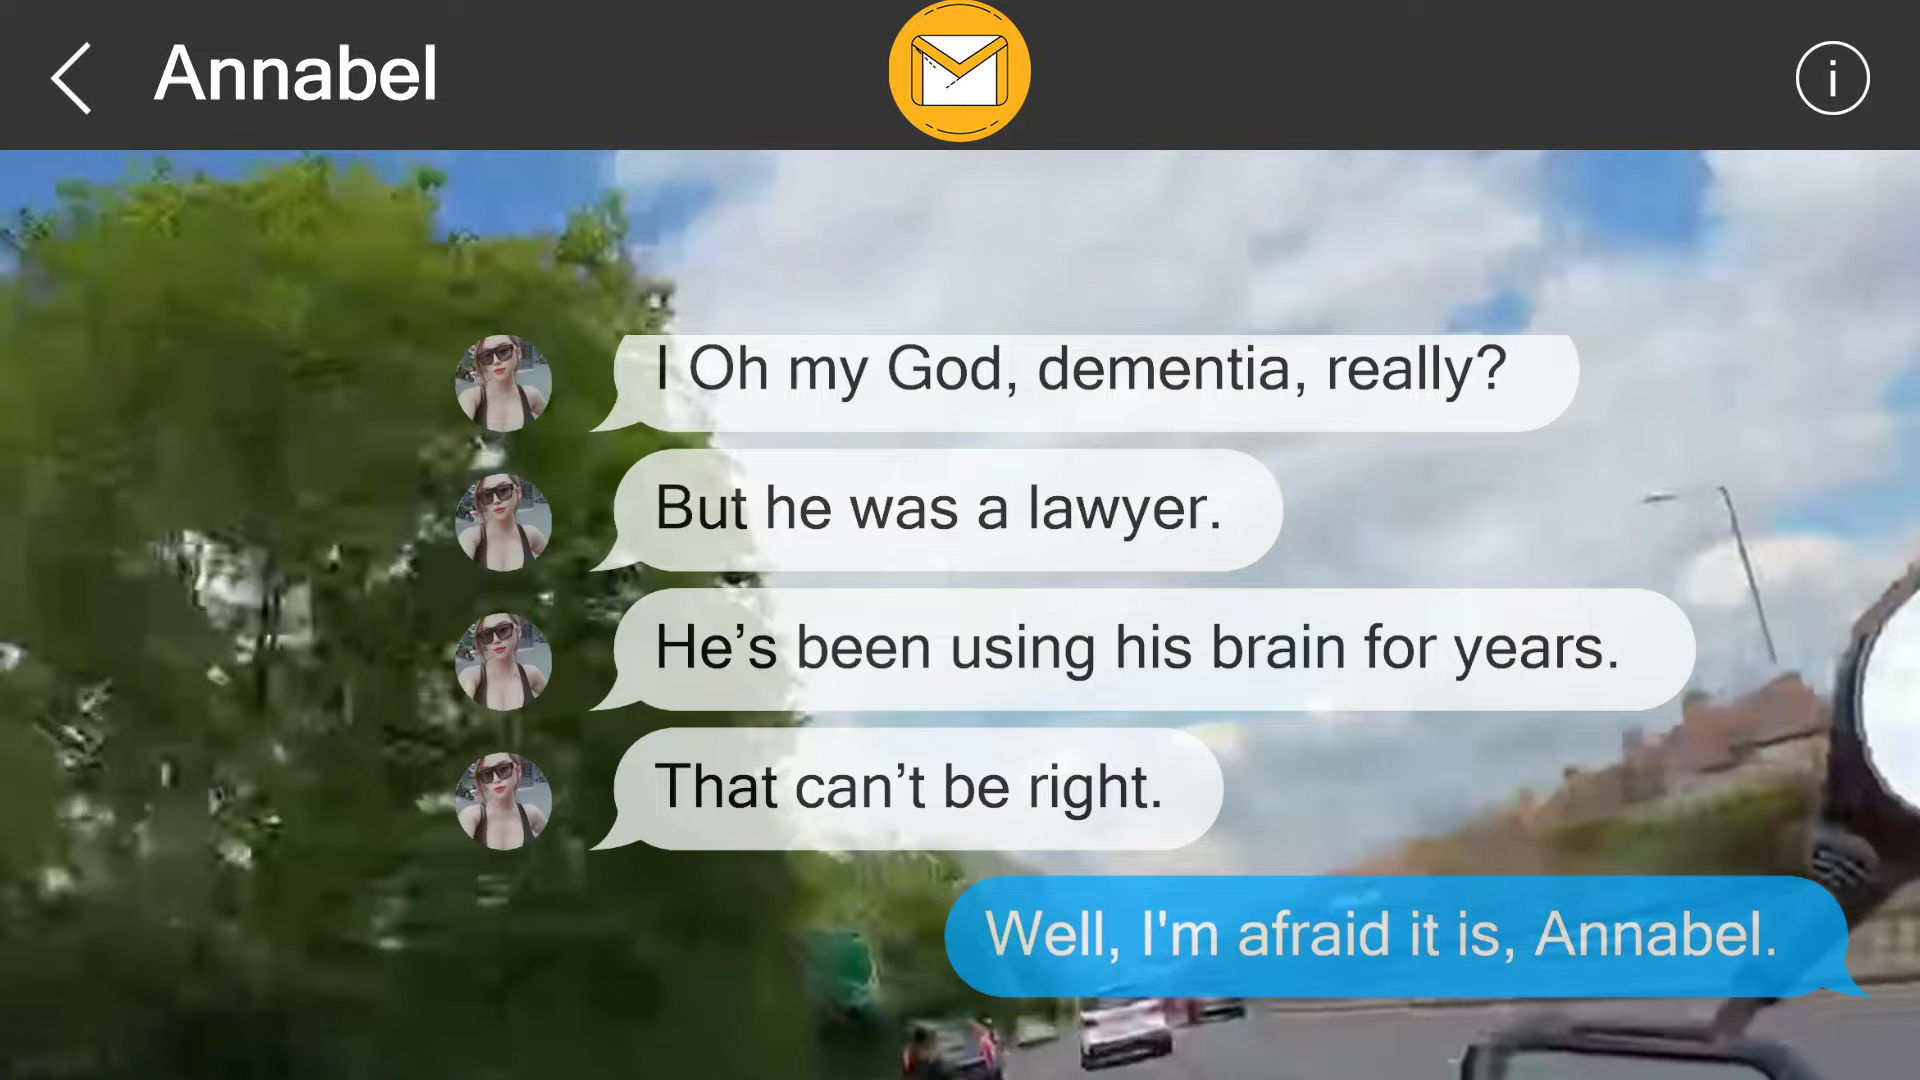 Annabel
i
I Oh my God, dementia, really?
But he was a lawyer.
He’s been using his brain for years.
That can’t be right.
Well, I'm afraid it is, Annabel.